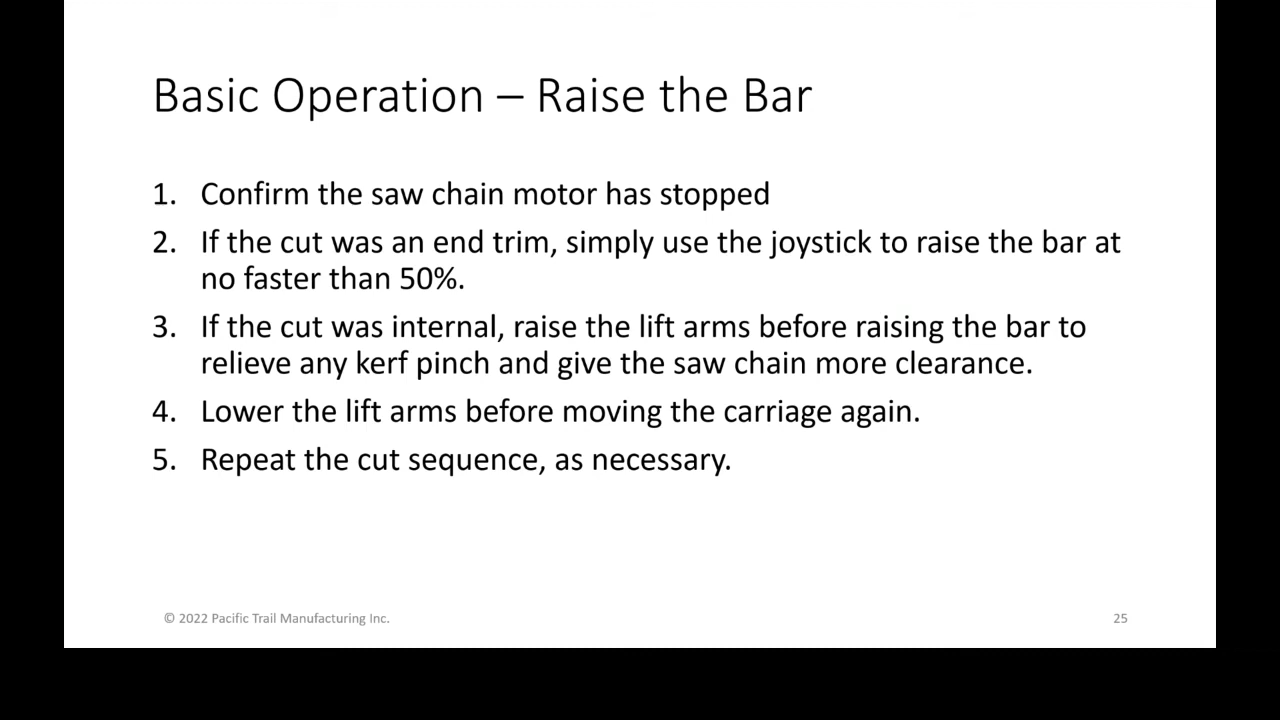 Basic Operation – Raise the Bar
1. Confirm the saw chain motor has stopped
2. If the cut was an end trim, simply use the joystick to raise the bar at
no faster than 50%.
3. If the cut was internal, raise the lift arms before raising the bar to
relieve any kerf pinch and give the saw chain more clearance.
4. Lower the lift arms before moving the carriage again.
5. Repeat the cut sequence, as necessary.
© 2022 Pacific Trail Manufacturing Inc.
25